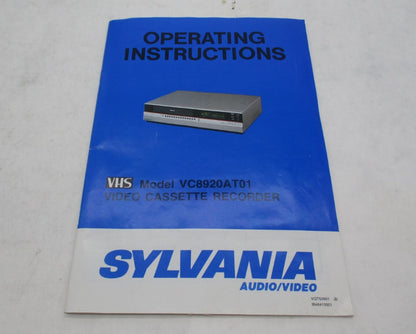 OPERATING
INSTRUCTIONS
VHS Model VC8920AT01
VIDEO CASSETTE RECORDER
SYLVANIA
AUDIO/VIDEO